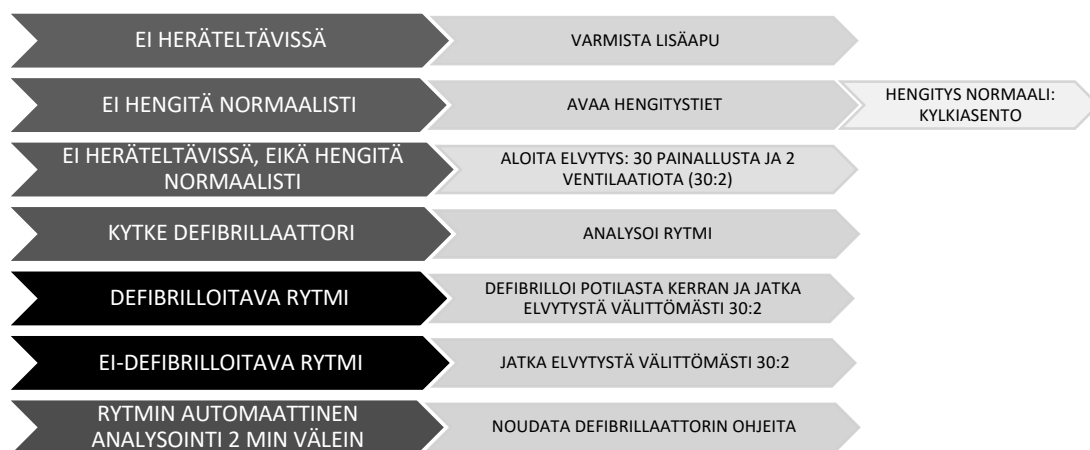 EI HERÄTELTÄVISSÄ
VARMISTA LISÄAPU
EI HENGITÄ NORMAALISTI
AVAA HENGITYSTIET
HENGITYS NORMAALI:
KYLKIASENTO
EI HERÄTELTÄVISSÄ, EIKÄ HENGITÄ
NORMAALISTI
ALOITA ELVYTYS: 30 PAINALLUSTA JA 2
VENTILAATIOTA (30:2)
KYTKE DEFIBRILLAATTORI
ANALYSOI RYTMI
DEFIBRILLOITAVA RYTMI
DEFIBRILLOI POTILASTA KERRAN JA JATKA
ELVYTYSTÄ VÄLITTÖMÄSTI 30:2
EI-DEFIBRILLOITAVA RYTMI
JATKA ELVYTYSTÄ VÄLITTÖMÄSTI 30:2
RYTMIN AUTOMAATTINEN
ANALYSOINTI 2 MIN VÄLEIN
NOUDATA DEFIBRILLAATTORIN OHJEITA